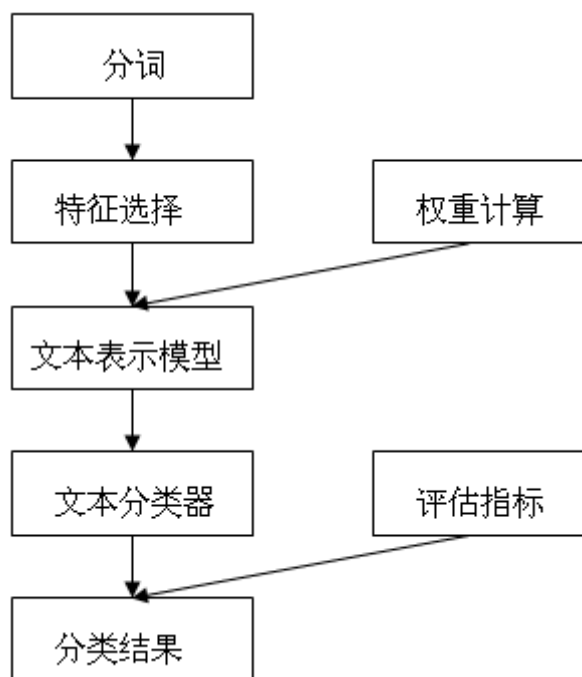 分词
特征选择
权重计算
文本表示模型
文本分类器
评估指标
分类结果